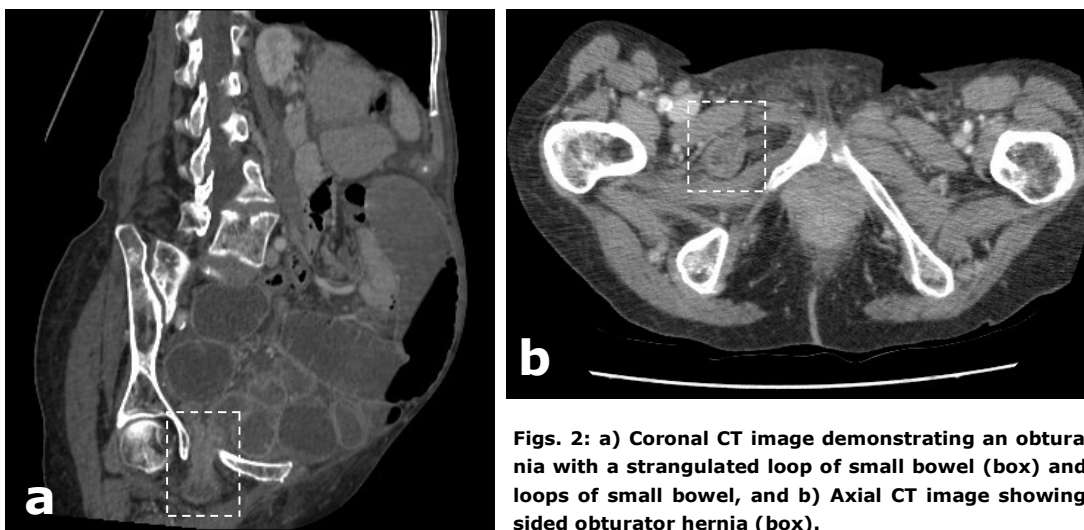 a
b
Figs. 2: a) Coronal CT image demonstrating an obtura
nia with a strangulated loop of small bowel (box) and
loops of small bowel, and b) Axial CT image showing
sided obturator hernia (box).